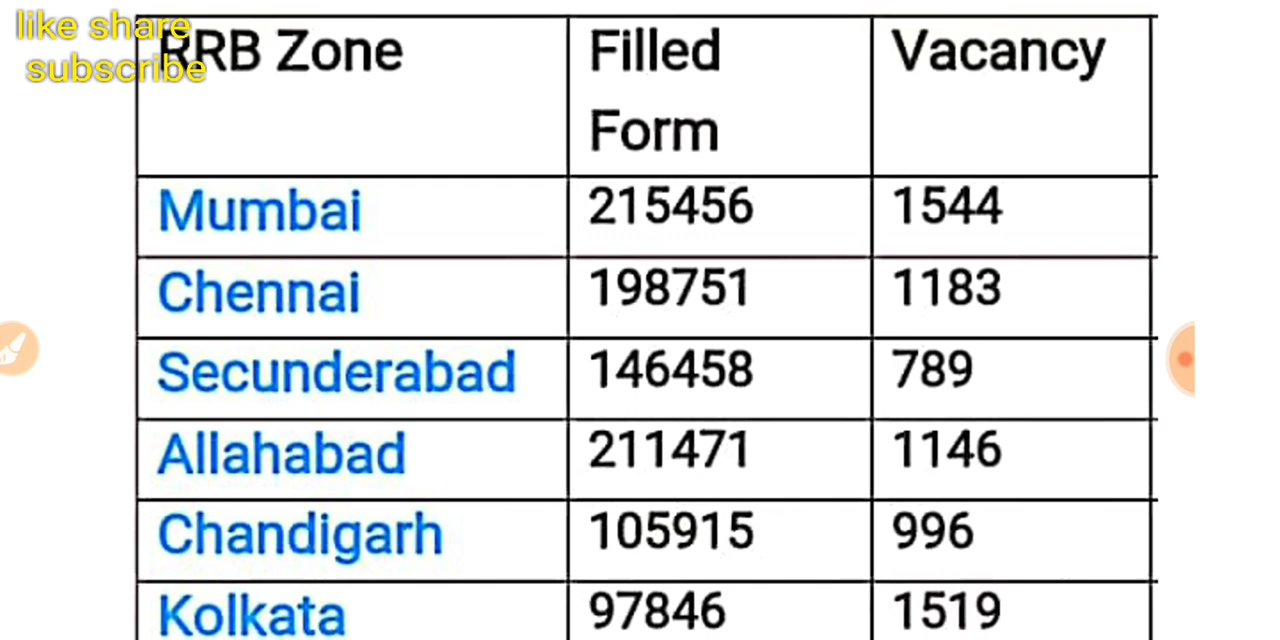 like share
subscribe
RRB Zone Filled Form Vacancy
Mumbai 215456 1544
Chennai 198751 1183
Secunderabad 146458 789
Allahabad 211471 1146
Chandigarh 105915 996
Kolkata 97846 1519